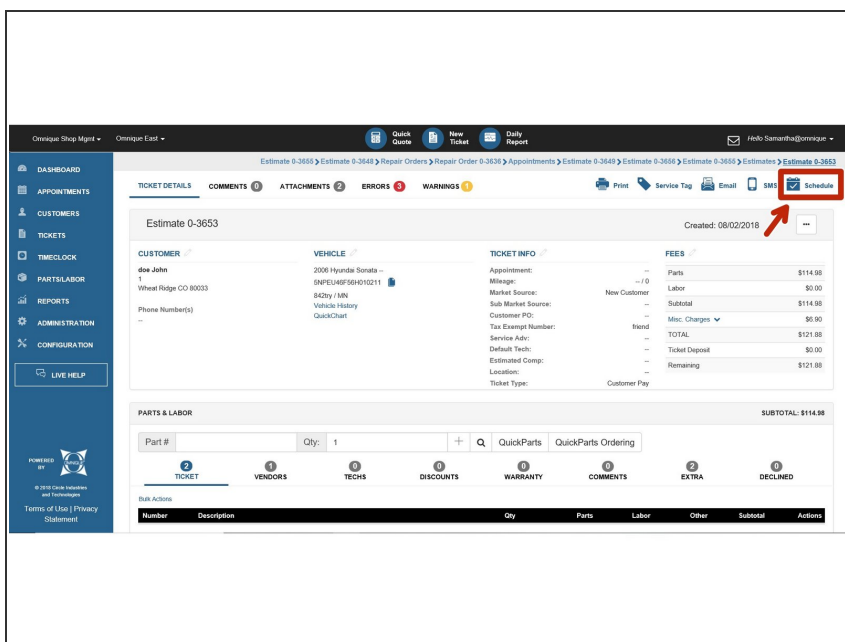 Omnique Shop Mgmt Omnique East Quick Quote New Ticket Daily Report Hello Samantha@omnique
Estimate 0-3655 Estimate 0-3648 Repair Orders Repair Order 0-3636 Appointments Estimate 0-3649 Estimate 0-3656 Estimate 0-3655 Estimates Estimate 0-3653
DASHBOARD
APPOINTMENTS
CUSTOMERS
TICKETS
TIMECLOCK
PARTS/LABOR
REPORTS
ADMINISTRATION
CONFIGURATION
LIVE HELP
POWERED BY OMNIQUE
© 2018 Circle Industries
and Technologies
Terms of Use | Privacy
Statement
TICKET DETAILS COMMENTS 0 ATTACHMENTS 2 ERRORS 3 WARNINGS 1 Print Service Tag Email SMS Schedule
Estimate 0-3653 Created: 08/02/2018 ...
CUSTOMER
doe John
1
Wheat Ridge CO 80033
Phone Number(s)
--
VEHICLE
2006 Hyundai Sonata --
5NPEU46F56H010211
842try / MN
Vehicle History
QuickChart
TICKET INFO
Appointment: --
Mileage: -- / 0
Market Source: New Customer
Sub Market Source: --
Customer PO: --
Tax Exempt Number: friend
Service Adv: --
Default Tech: --
Estimated Comp: --
Location: --
Ticket Type: Customer Pay
FEES
Parts $114.98
Labor $0.00
Subtotal $114.98
Misc. Charges $6.90
TOTAL $121.88
Ticket Deposit $0.00
Remaining $121.88
PARTS & LABOR SUBTOTAL: $114.98
Part # Qty: 1 + QuickParts QuickParts Ordering
2 1 0 0 0 0 2 0
TICKET VENDORS TECHS DISCOUNTS WARRANTY COMMENTS EXTRA DECLINED
Bulk Actions
Number Description Qty Parts Labor Other Subtotal Actions